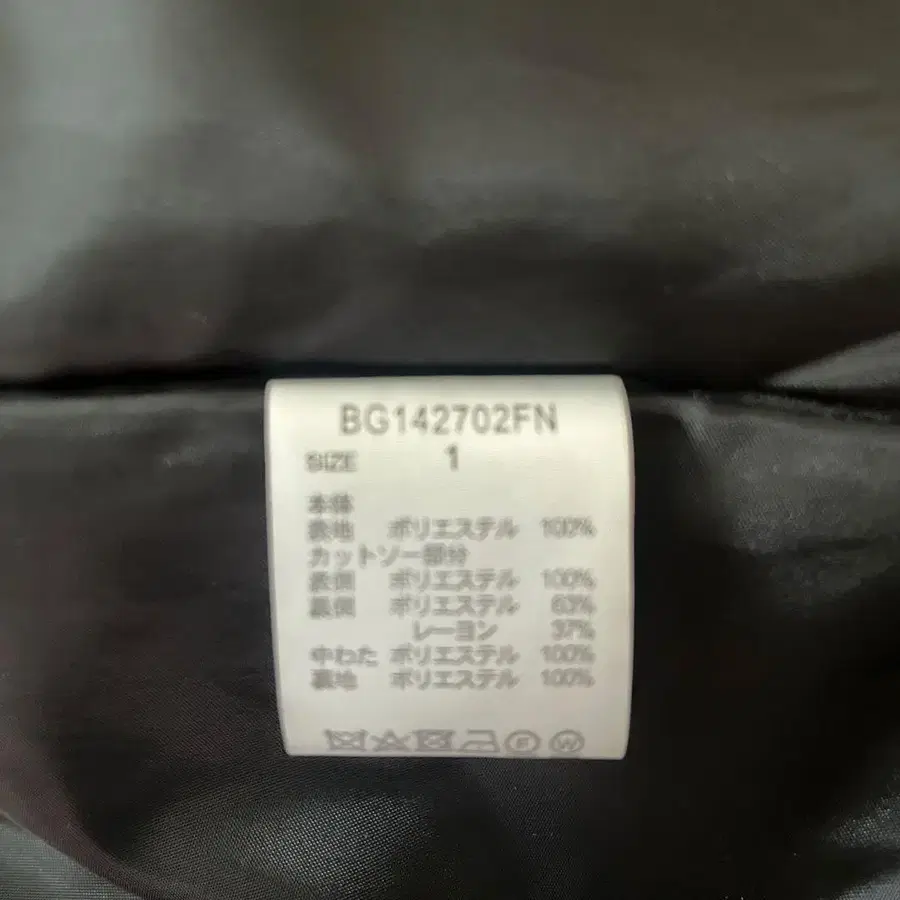 BG142702FN
SIZE 1
本体
表地 ポリエステル 100%
カットソー部分
表側 ポリエステル 100%
裏側 ポリエステル 63%
レーヨン 37%
中わた ポリエステル 100%
裏地 ポリエステル 100%
F W